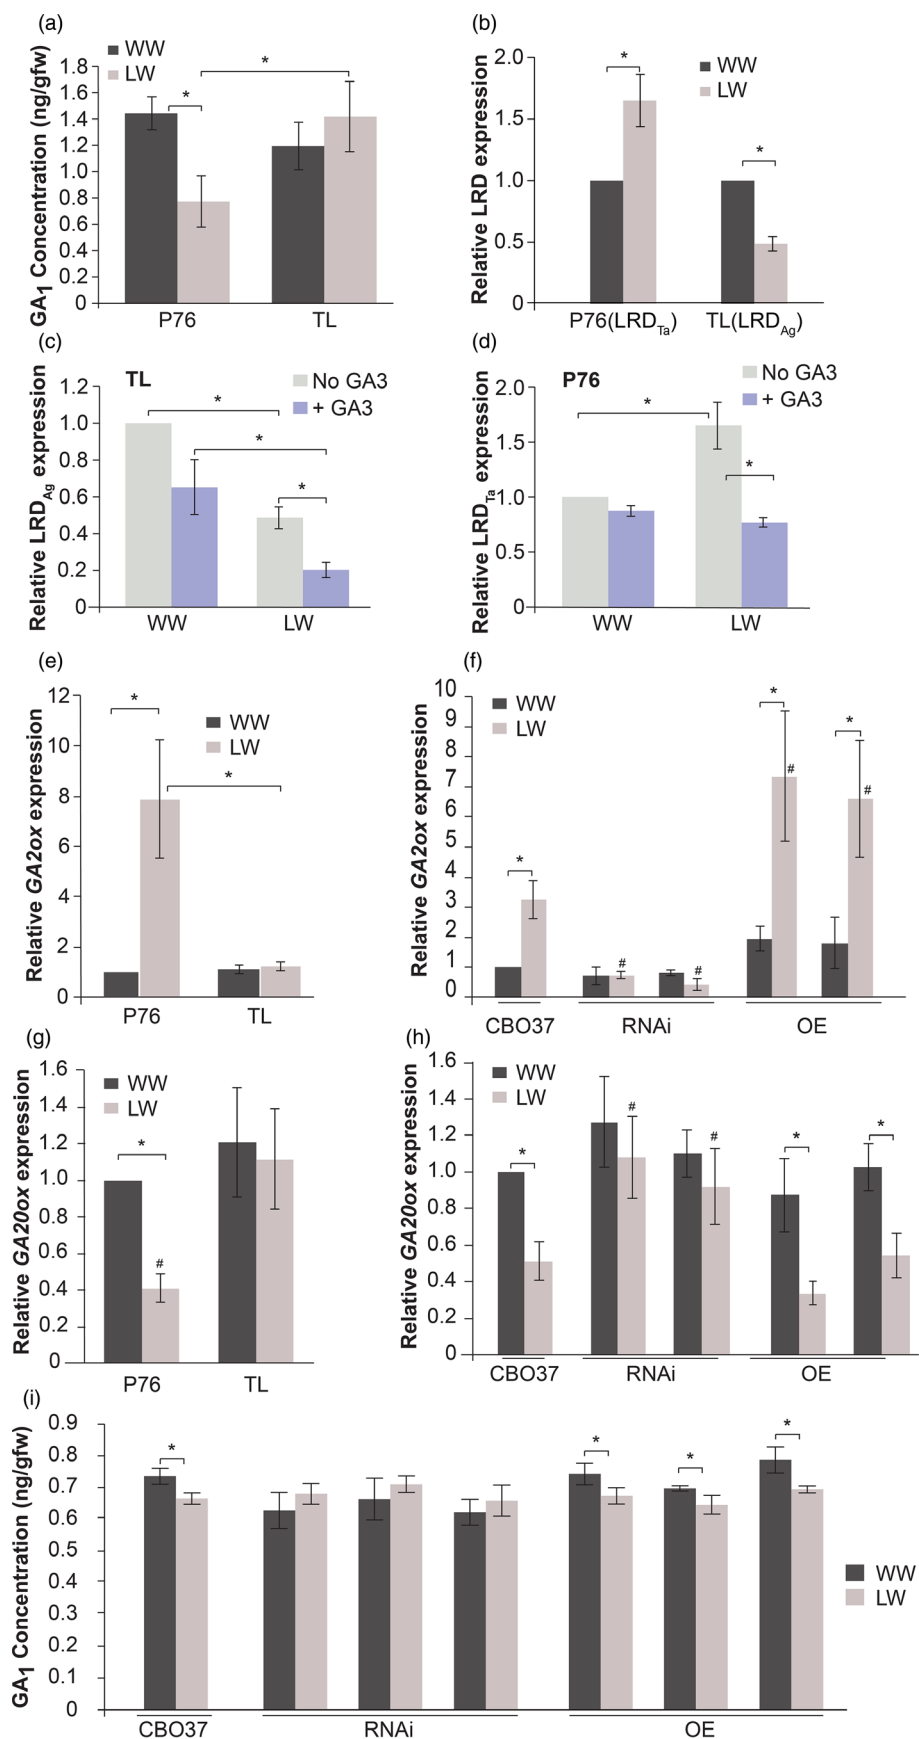 (a)
GA1 Concentration (ng/gfw)
WW
LW
1.8
1.6
1.4
1.2
1.0
0.8
0.6
0.4
0.2
0
*
*
P76
TL
(b)
Relative LRD expression
WW
LW
2.0
1.5
1.0
0.5
0
*
*
P76(LRDTa)
TL(LRDAg)
(c)
Relative LRDAg expression
TL
No GA3
+ GA3
1.2
1.0
0.8
0.6
0.4
0.2
0
*
*
*
WW
LW
(d)
Relative LRDTa expression
P76
No GA3
+ GA3
2.0
1.5
1.0
0.5
0
*
*
WW
LW
(e)
Relative GA2ox expression
WW
LW
12
10
8
6
4
2
0
*
*
P76
TL
(f)
Relative GA2ox expression
WW
LW
10
9
8
7
6
5
4
3
2
1
0
*
#
#
*
#
*
#
CBO37
RNAi
OE
(g)
Relative GA20ox expression
WW
LW
1.6
1.4
1.2
1.0
0.8
0.6
0.4
0.2
0
*
#
P76
TL
(h)
Relative GA20ox expression
WW
LW
1.6
1.4
1.2
1.0
0.8
0.6
0.4
0.2
0
*
#
#
*
*
CBO37
RNAi
OE
(i)
GA1 Concentration (ng/gfw)
0.9
0.8
0.7
0.6
0.5
0.4
0.3
0.2
0.1
0
*
*
*
*
WW
LW
CBO37
RNAi
OE